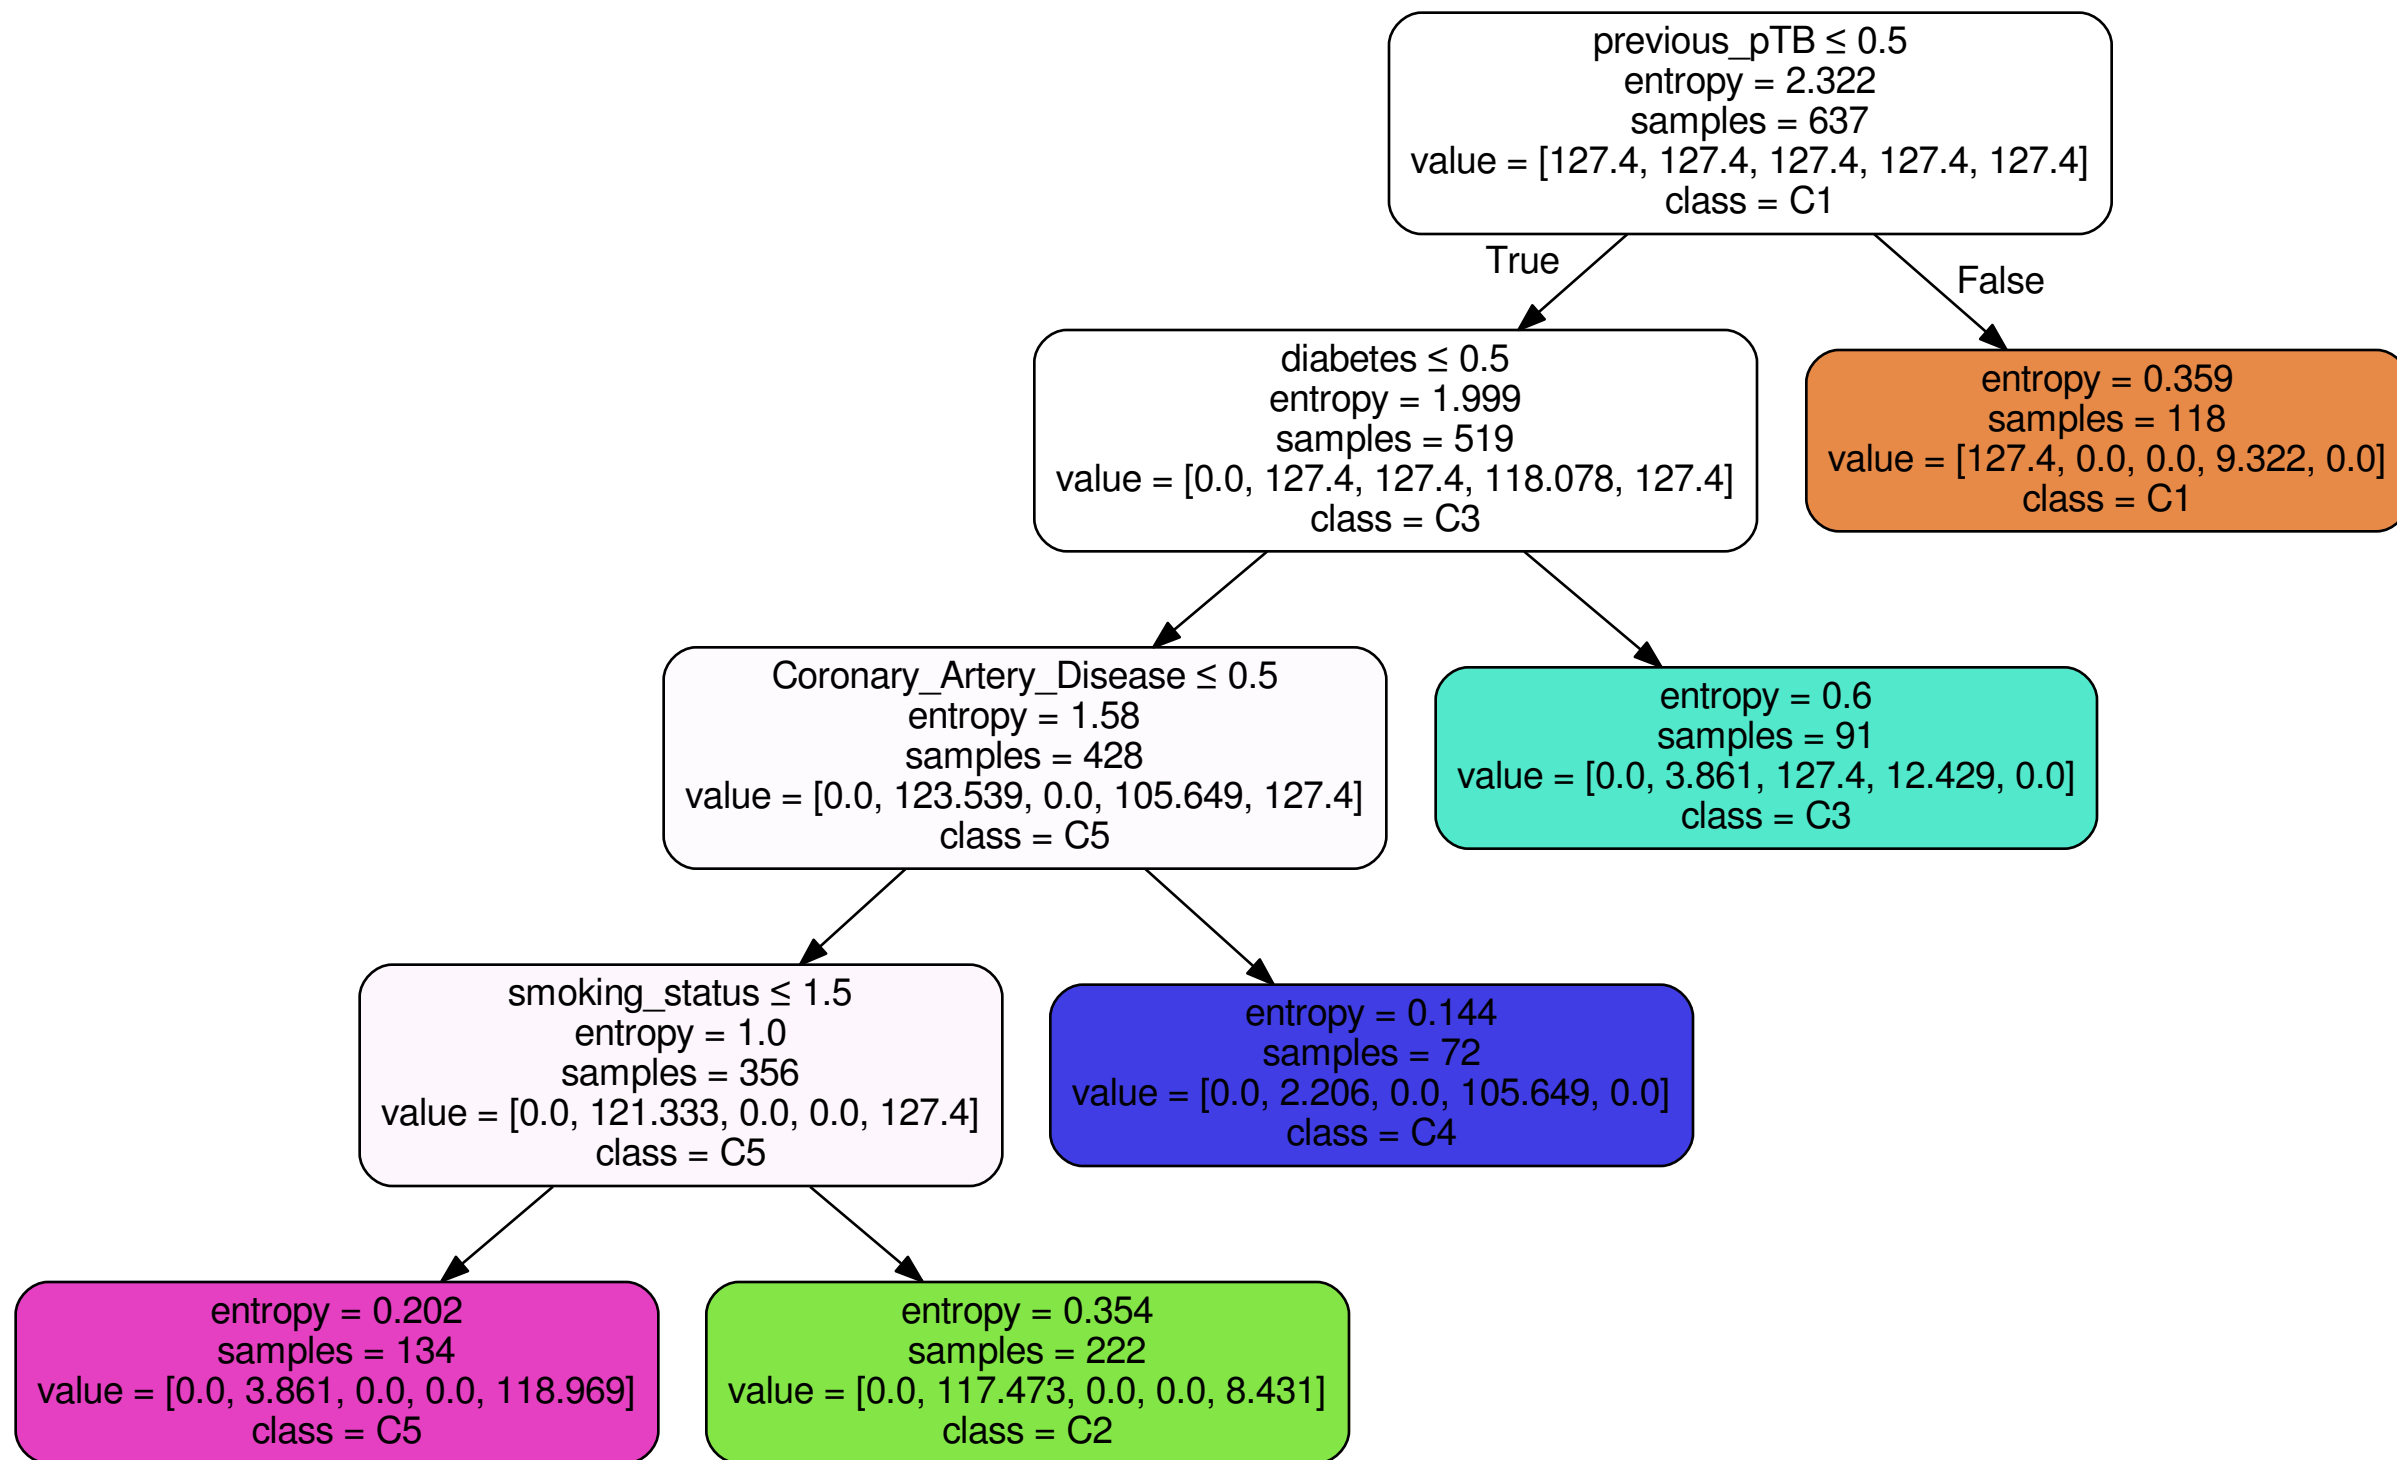 previous_pTB ≤ 0.5
entropy = 2.322
samples = 637
value = [127.4, 127.4, 127.4, 127.4, 127.4]
class = C1
True
False
diabetes ≤ 0.5
entropy = 1.999
samples = 519
value = [0.0, 127.4, 127.4, 118.078, 127.4]
class = C3
entropy = 0.359
samples = 118
value = [127.4, 0.0, 0.0, 9.322, 0.0]
class = C1
Coronary_Artery_Disease ≤ 0.5
entropy = 1.58
samples = 428
value = [0.0, 123.539, 0.0, 105.649, 127.4]
class = C5
entropy = 0.6
samples = 91
value = [0.0, 3.861, 127.4, 12.429, 0.0]
class = C3
smoking_status ≤ 1.5
entropy = 1.0
samples = 356
value = [0.0, 121.333, 0.0, 0.0, 127.4]
class = C5
entropy = 0.144
samples = 72
value = [0.0, 2.206, 0.0, 105.649, 0.0]
class = C4
entropy = 0.202
samples = 134
value = [0.0, 3.861, 0.0, 0.0, 118.969]
class = C5
entropy = 0.354
samples = 222
value = [0.0, 117.473, 0.0, 0.0, 8.431]
class = C2